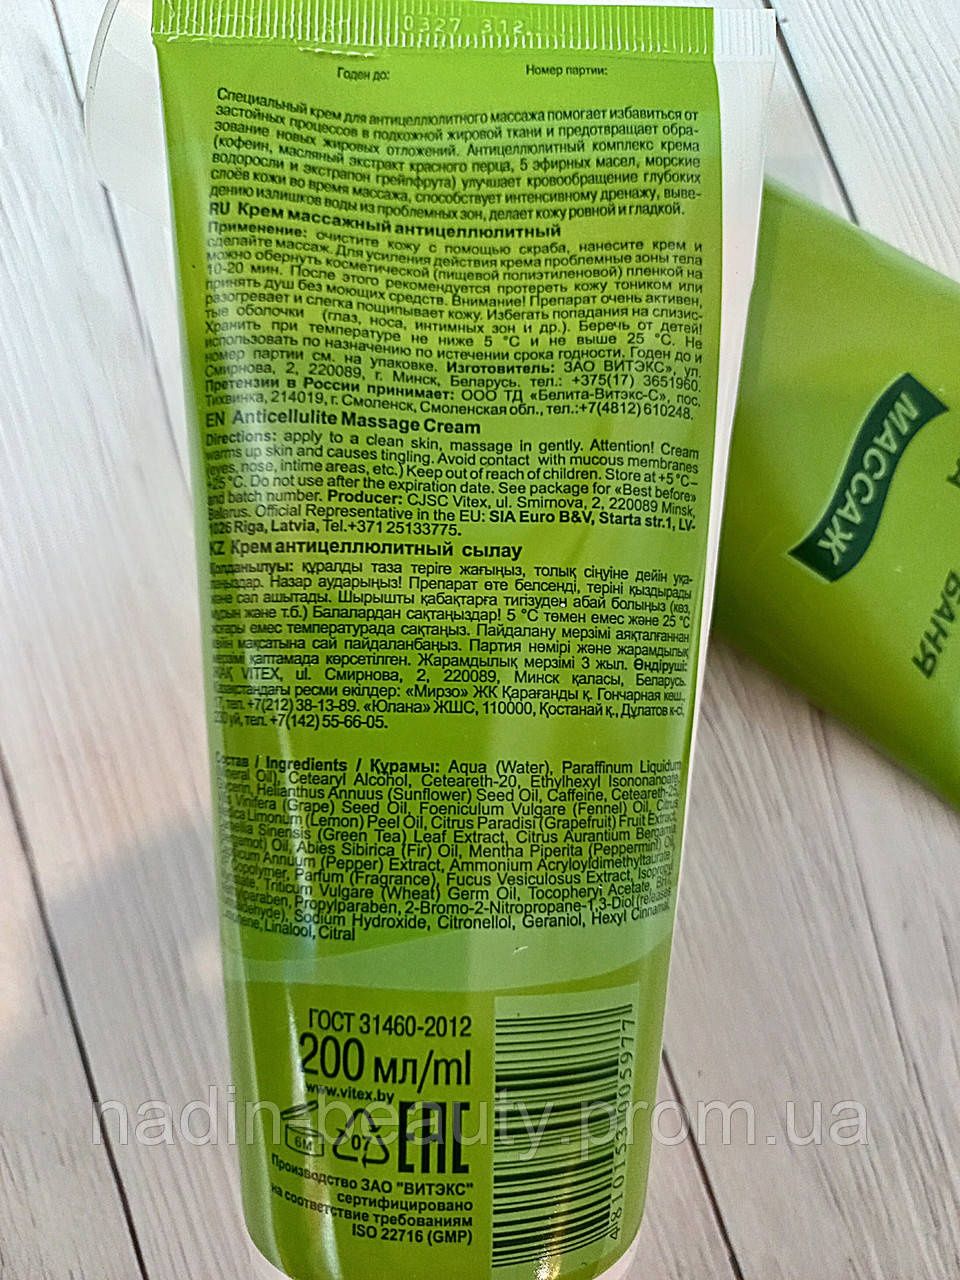 0327 312
Годен до:
Номер партии:
Специальный крем для антицеллюлитного массажа помогает избавиться от
застойных процессов в подкожной жировой ткани и предотвращает обра-
зование новых жировых отложений. Антицеллюлитный комплекс крема
(кофеин, масляный экстракт красного перца, 5 эфирных масел, морские
водоросли и экстрапон грейпфрута) улучшает кровообращение глубоких
слоёв кожи во время массажа, способствует интенсивному дренажу, выве-
дению излишков воды из проблемных зон, делает кожу ровной и гладкой.
RU Крем массажный антицеллюлитный
Применение: очистите кожу с помощью скраба, нанесите крем и
сделайте массаж. Для усиления действия крема проблемные зоны тела
можно обернуть косметической (пищевой полиэтиленовой) пленкой на
10-20 мин. После этого рекомендуется протереть кожу тоником или
принять душ без моющих средств. Внимание! Препарат очень активен,
разогревает и слегка пощипывает кожу. Избегать попадания на слизис-
тые оболочки (глаз, носа, интимных зон и др.). Беречь от детей!
Хранить при температуре не ниже 5 °C и не выше 25 °C. Не
использовать по назначению по истечении срока годности. Годен до и
номер партии см. на упаковке. Изготовитель: ЗАО ВИТЭКС», ул.
Смирнова, 2, 220089, г. Минск, Беларусь. тел.: +375(17) 3651960.
Претензии в России принимает: ООО ТД «Белита-Витэкс-С», пос.
Тихвинка, 214019, г. Смоленск, Смоленская обл., тел.:+7(4812) 610248.
EN Anticellulite Massage Cream
Directions: apply to a clean skin, massage in gently. Attention! Cream
warms up skin and causes tingling. Avoid contact with mucous membranes
(eyes, nose, intime areas, etc.) Keep out of reach of children. Store at +5°C–
+25°C. Do not use after the expiration date. See package for «Best before»
and batch number. Producer: CJSC Vitex, ul. Smirnova, 2, 220089 Minsk,
Belarus. Official Representative in the EU: SIA Euro B&V, Starta str.1, LV-
1026 Riga, Latvia, Tel.+371 25133775.
KZ Крем антицеллюлитный сылау
Қолданылуы: құралды таза теріге жағыңыз, толық сіңуіне дейін уқа-
лаңыздар. Назар аударыңыз! Препарат өте белсенді, теріні қыздырады
және сәл ашытады. Шырышты қабақтарға тигізуден абай болыңыз (көз,
мұрын және т.б.) Балалардан сақтаңыздар! 5 °C төмен емес және 25 °C
жоғары емес температурада сақтаңыз. Пайдалану мерзімі аяқталғаннан
кейін мақсатына сай пайдаланбаңыз. Партия нөмірі және жарамдылық
мерзімі қаптамада көрсетілген. Жарамдылық мерзімі 3 жыл. Өндіруші:
ЖАҚ VITEX, ul. Smirnova, 2, 220089, Минск қаласы, Беларусь.
Казақстандағы ресми өкілдер: «Мирзо» ЖК Қарағанды қ. Гончарная көш.,
17, тел. +7(212) 38-13-89. «Юлана» ЖШС, 110000, Қостанай қ., Дулатов к-сі,
үй, тел. +7(142) 55-66-05.
Состав / Ingredients / Құрамы: Aqua (Water), Paraffinum Liquidum
(Mineral Oil), Cetearyl Alcohol, Ceteareth-20, Ethylhexyl Isononanoate,
Glycerin, Helianthus Annuus (Sunflower) Seed Oil, Caffeine, Ceteareth-25,
Vitis Vinifera (Grape) Seed Oil, Foeniculum Vulgare (Fennel) Oil, Citrus
Limonum (Lemon) Peel Oil, Citrus Paradisi (Grapefruit) Fruit Extract,
Camellia Sinensis (Green Tea) Leaf Extract, Citrus Aurantium Bergamia
(Bergamot) Oil, Abies Sibirica (Fir) Oil, Mentha Piperita (Peppermint) Oil,
Capsicum Annuum (Pepper) Extract, Ammonium Acryloyldimethyltaurate
Copolymer, Parfum (Fragrance), Fucus Vesiculosus Extract, Isopropyl
Triticum Vulgare (Wheat) Germ Oil, Tocopheryl Acetate,
Propylparaben, 2-Bromo-2-Nitropropane-1,3-Diol (releases
Sodium Hydroxide, Citronellol, Geraniol, Hexyl Cinnamal,
Linalool, Citral
ГОСТ 31460-2012
200 мл/ml
www.vitex.by
6M
07
EAC
Производство ЗАО "ВИТЭКС"
сертифицировано
на соответствие требованиям
ISO 22716 (GMP)
4810153005977
МАССАЖ
БАНЯ
nadin-beauty.prom.ua